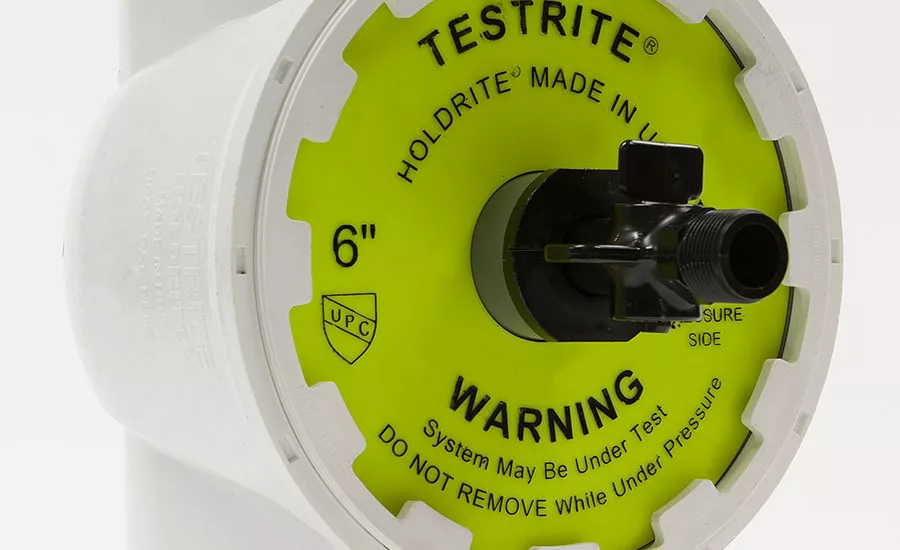 TESTRITE®
HOLDRITE® MADE IN U
6"
UPC
SIDE
WARNING
System May Be Under Test
DO NOT REMOVE While Under Pressure
TESTRITE